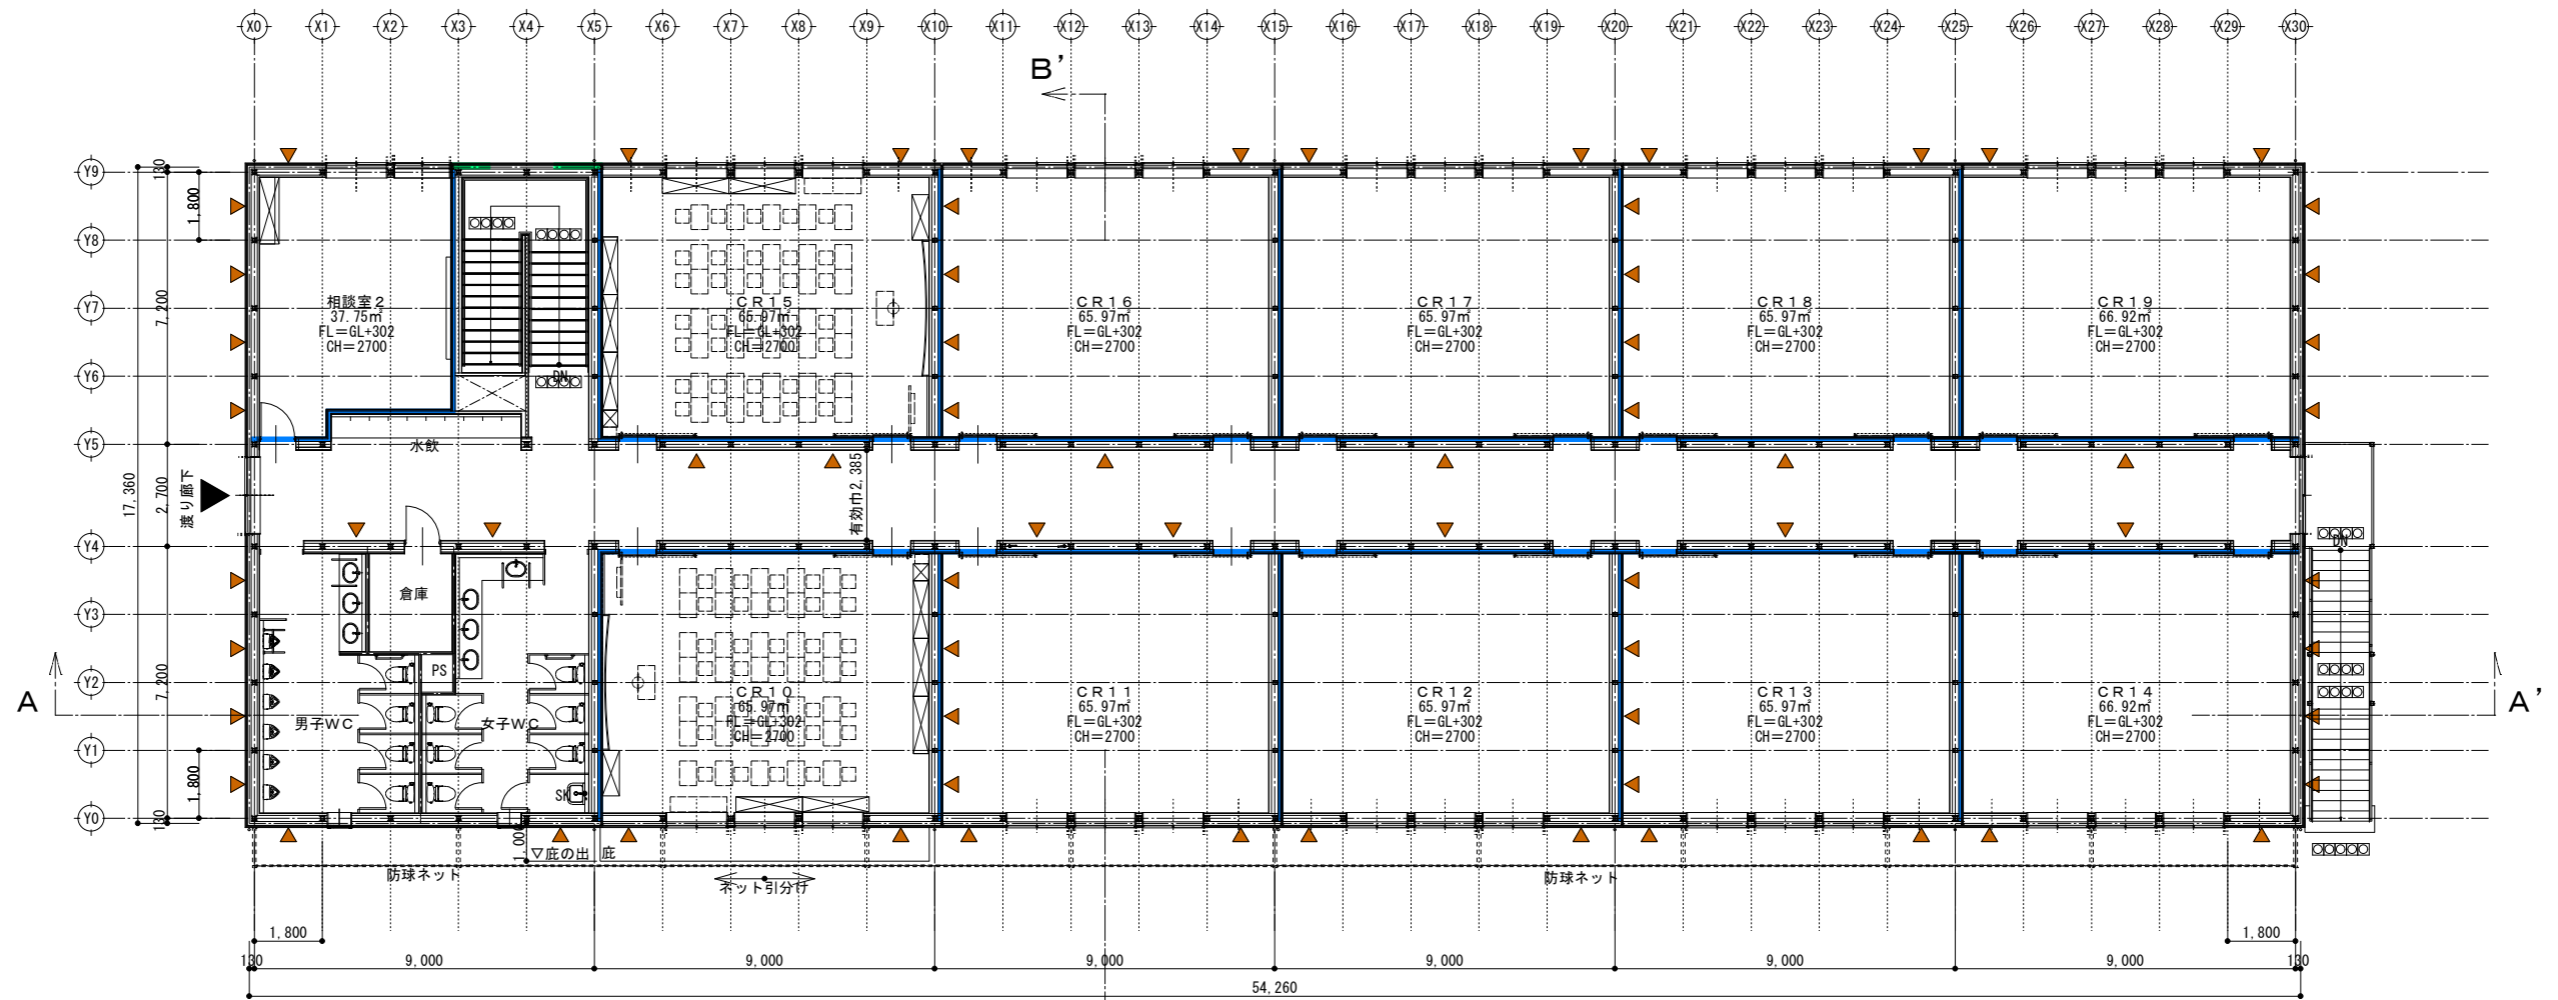 X0 X1 X2 X3 X4 X5 X6 X7 X8 X9 X10 X11 X12 X13 X14 X15 X16 X17 X18 X19 X20 X21 X22 X23 X24 X25 X26 X27 X28 X29 X30
B'
Y9
Y8
Y7
Y6
Y5
Y4
Y3
Y2
Y1
Y0
130
1,800
7,200
17,360
2,700
7,200
1,800
130
渡り廊下
相談室2
37.75㎡
FL=GL+302
CH=2700
DN
CR15
65.97㎡
FL=GL+302
CH=2700
CR16
65.97㎡
FL=GL+302
CH=2700
CR17
65.97㎡
FL=GL+302
CH=2700
CR18
65.97㎡
FL=GL+302
CH=2700
CR19
66.92㎡
FL=GL+302
CH=2700
水飲
有効巾2,385
DN
倉庫
PS
男子WC
女子WC
SK
CR10
65.97㎡
FL=GL+302
CH=2700
CR11
65.97㎡
FL=GL+302
CH=2700
CR12
65.97㎡
FL=GL+302
CH=2700
CR13
65.97㎡
FL=GL+302
CH=2700
CR14
66.92㎡
FL=GL+302
CH=2700
A
A'
1,000
▽庇の出
庇
防球ネット
ネット引分け
防球ネット
1,800
1,800
130
9,000
9,000
9,000
9,000
9,000
9,000
130
54,260